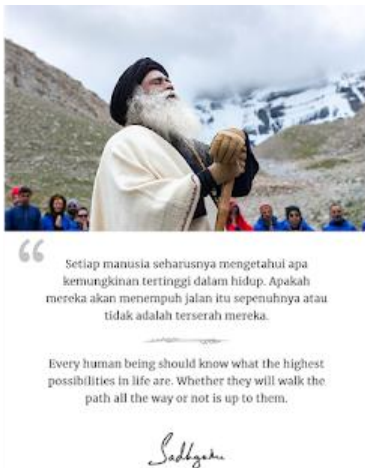 “
Setiap manusia seharusnya mengetahui apa
kemungkinan tertinggi dalam hidup. Apakah
mereka akan menempuh jalan itu sepenuhnya atau
tidak adalah terserah mereka.
Every human being should know what the highest
possibilities in life are. Whether they will walk the
path all the way or not is up to them.
Sadhguru